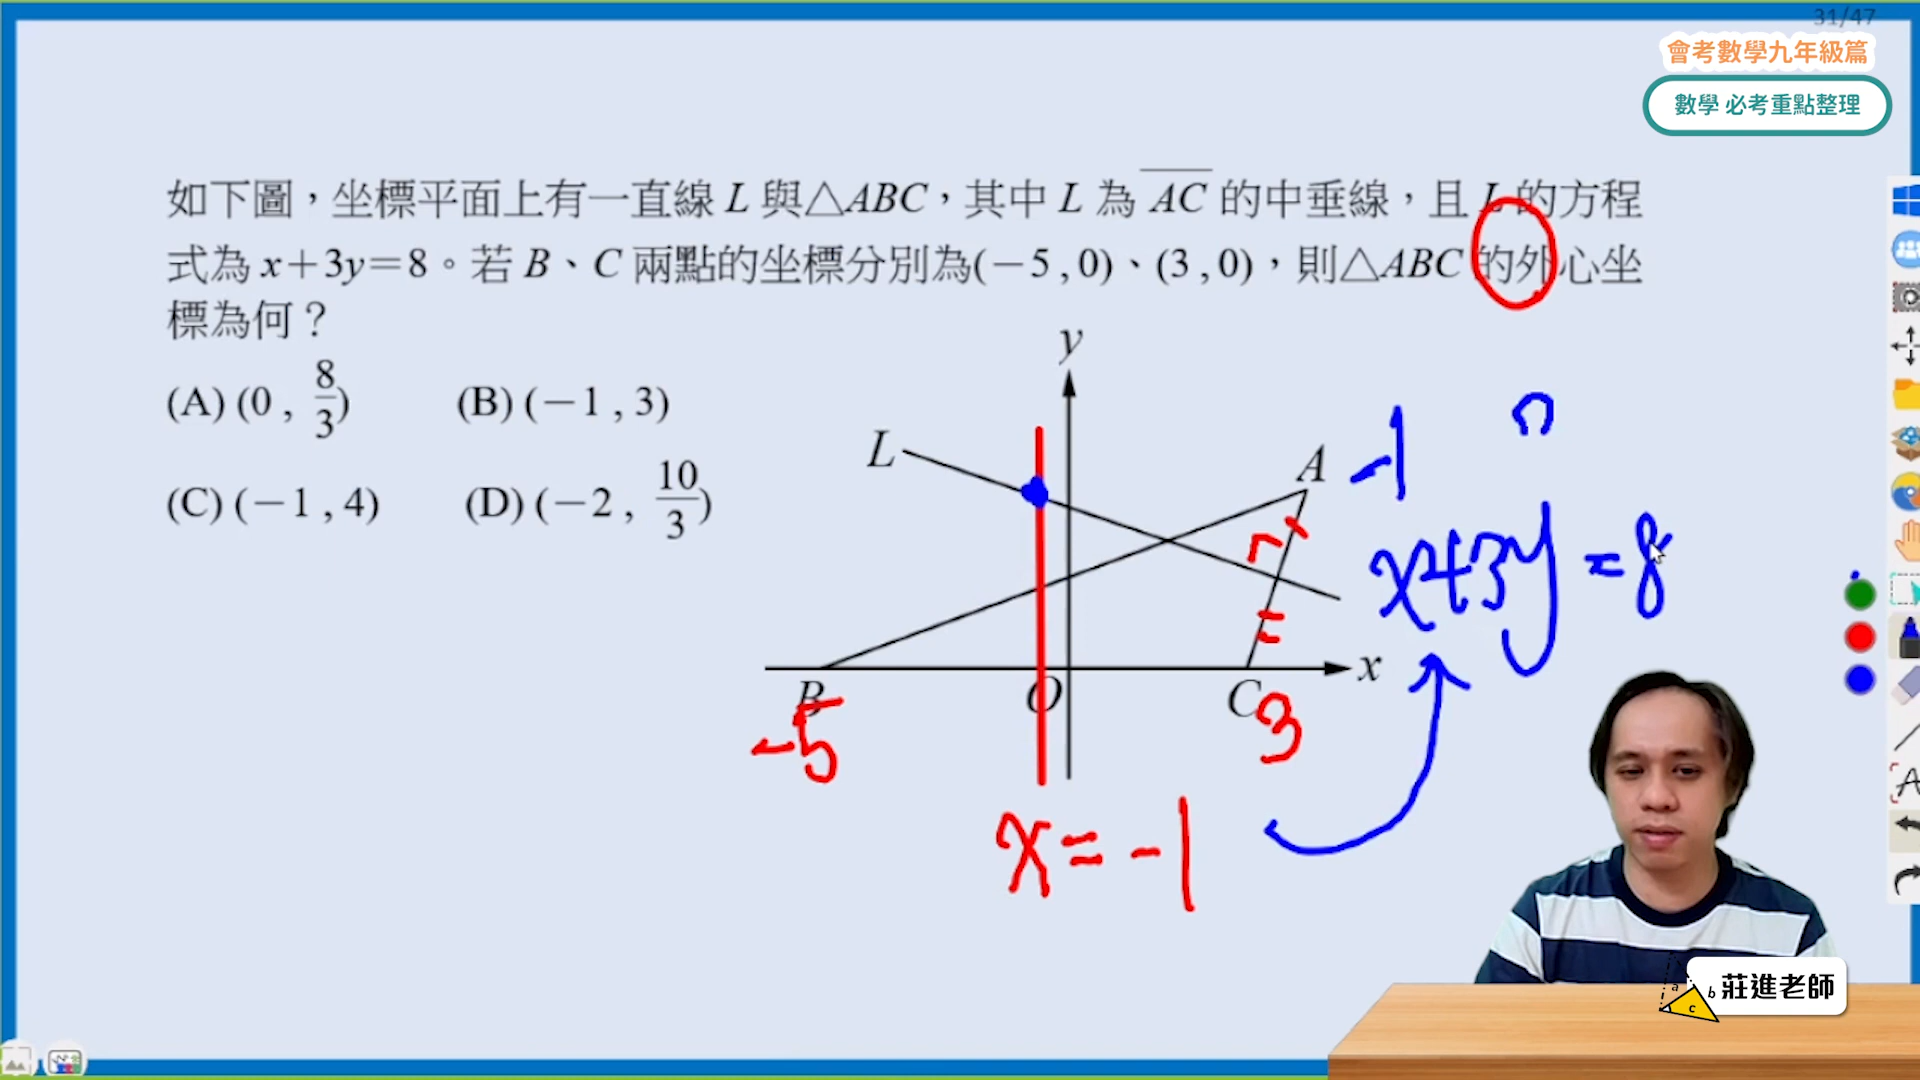 31/47
會考數學九年級篇
數學 必考重點整理
如下圖，坐標平面上有一直線 L 與△ABC，其中 L 為 AC 的中垂線，且 L 的方程
式為 x＋3y＝8。若 B、C 兩點的坐標分別為(－5 , 0)、(3 , 0)，則△ABC 的外心坐
標為何？
(A) (0 , 8/3) (B) (－1 , 3)
(C) (－1 , 4) (D) (－2 , 10/3)
y
L
A
-1
x+3y=8
B
O
C
x
-5
3
x=-1
莊進老師
a
b
c